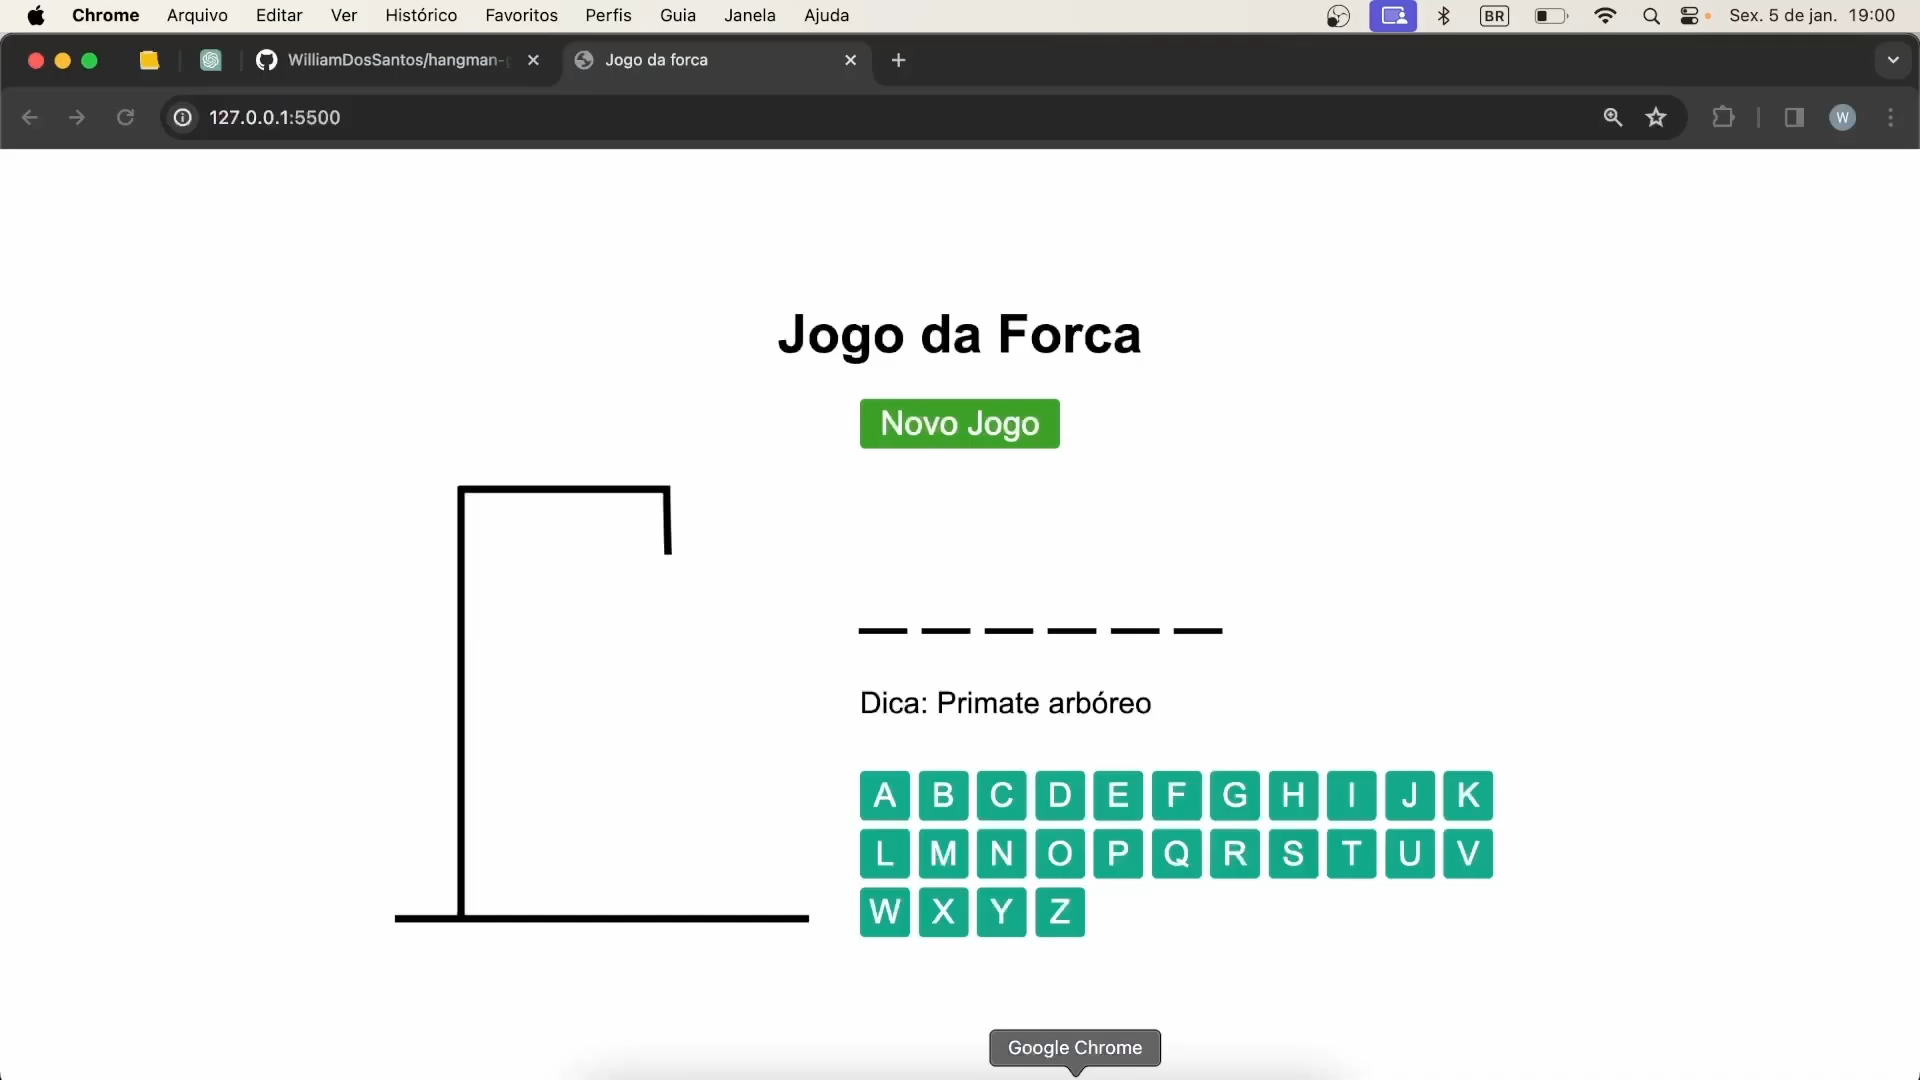 Chrome Arquivo Editar Ver Histórico Favoritos Perfis Guia Janela Ajuda BR Sex. 5 de jan. 19:00
WilliamDosSantos/hangman- Jogo da forca
127.0.0.1:5500 W
Jogo da Forca
Novo Jogo
Dica: Primate arbóreo
A B C D E F G H I J K
L M N O P Q R S T U V
W X Y Z
Google Chrome